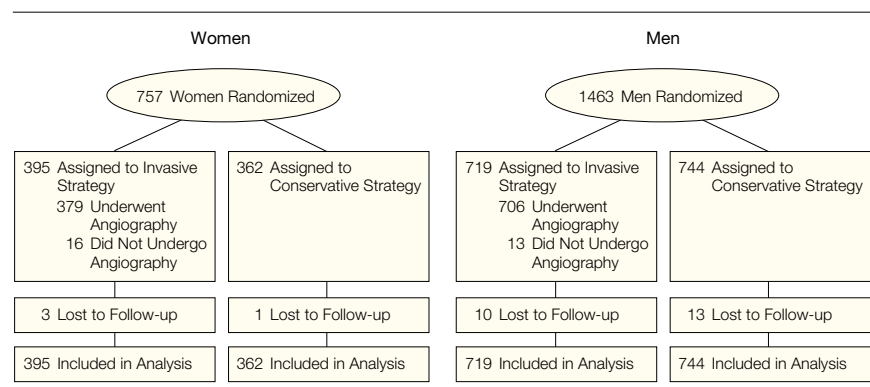 Women
757 Women Randomized
395 Assigned to Invasive
Strategy
379 Underwent
Angiography
16 Did Not Undergo
Angiography
362 Assigned to
Conservative Strategy
3 Lost to Follow-up
1 Lost to Follow-up
395 Included in Analysis
362 Included in Analysis
Men
1463 Men Randomized
719 Assigned to Invasive
Strategy
706 Underwent
Angiography
13 Did Not Undergo
Angiography
744 Assigned to
Conservative Strategy
10 Lost to Follow-up
13 Lost to Follow-up
719 Included in Analysis
744 Included in Analysis